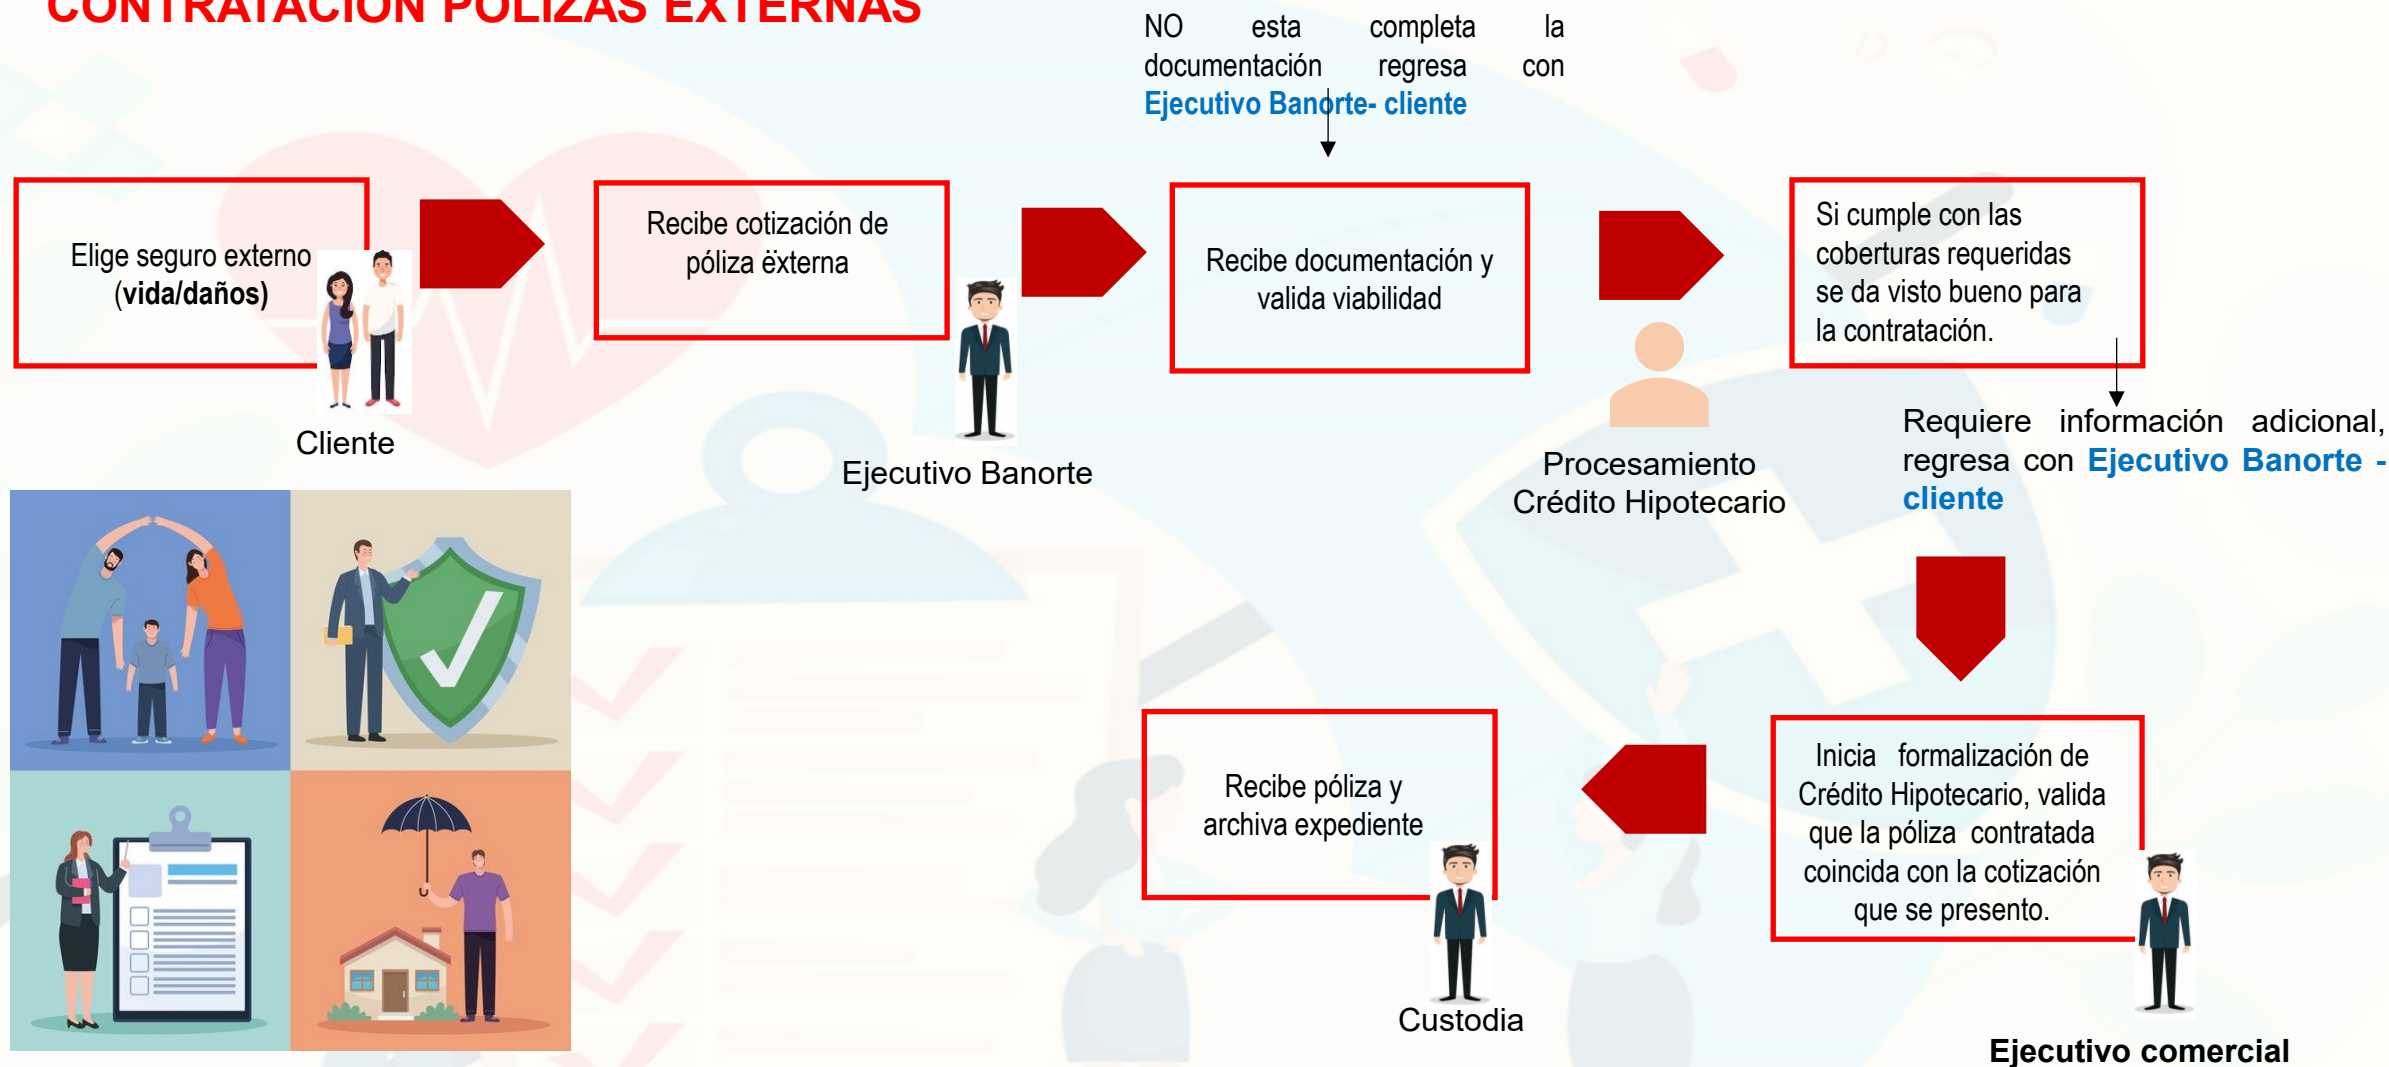 CONTRATACIÓN PÓLIZAS EXTERNAS
NO esta completa la
documentación regresa con
Ejecutivo Banorte- cliente
Elige seguro externo
(vida/daños)
Cliente
Recibe cotización de
póliza externa
Ejecutivo Banorte
Recibe documentación y
valida viabilidad
Procesamiento
Crédito Hipotecario
Si cumple con las
coberturas requeridas
se da visto bueno para
la contratación.
Requiere información adicional,
regresa con Ejecutivo Banorte -
cliente
Inicia formalización de
Crédito Hipotecario, valida
que la póliza contratada
coincida con la cotización
que se presento.
Ejecutivo comercial
Recibe póliza y
archiva expediente
Custodia